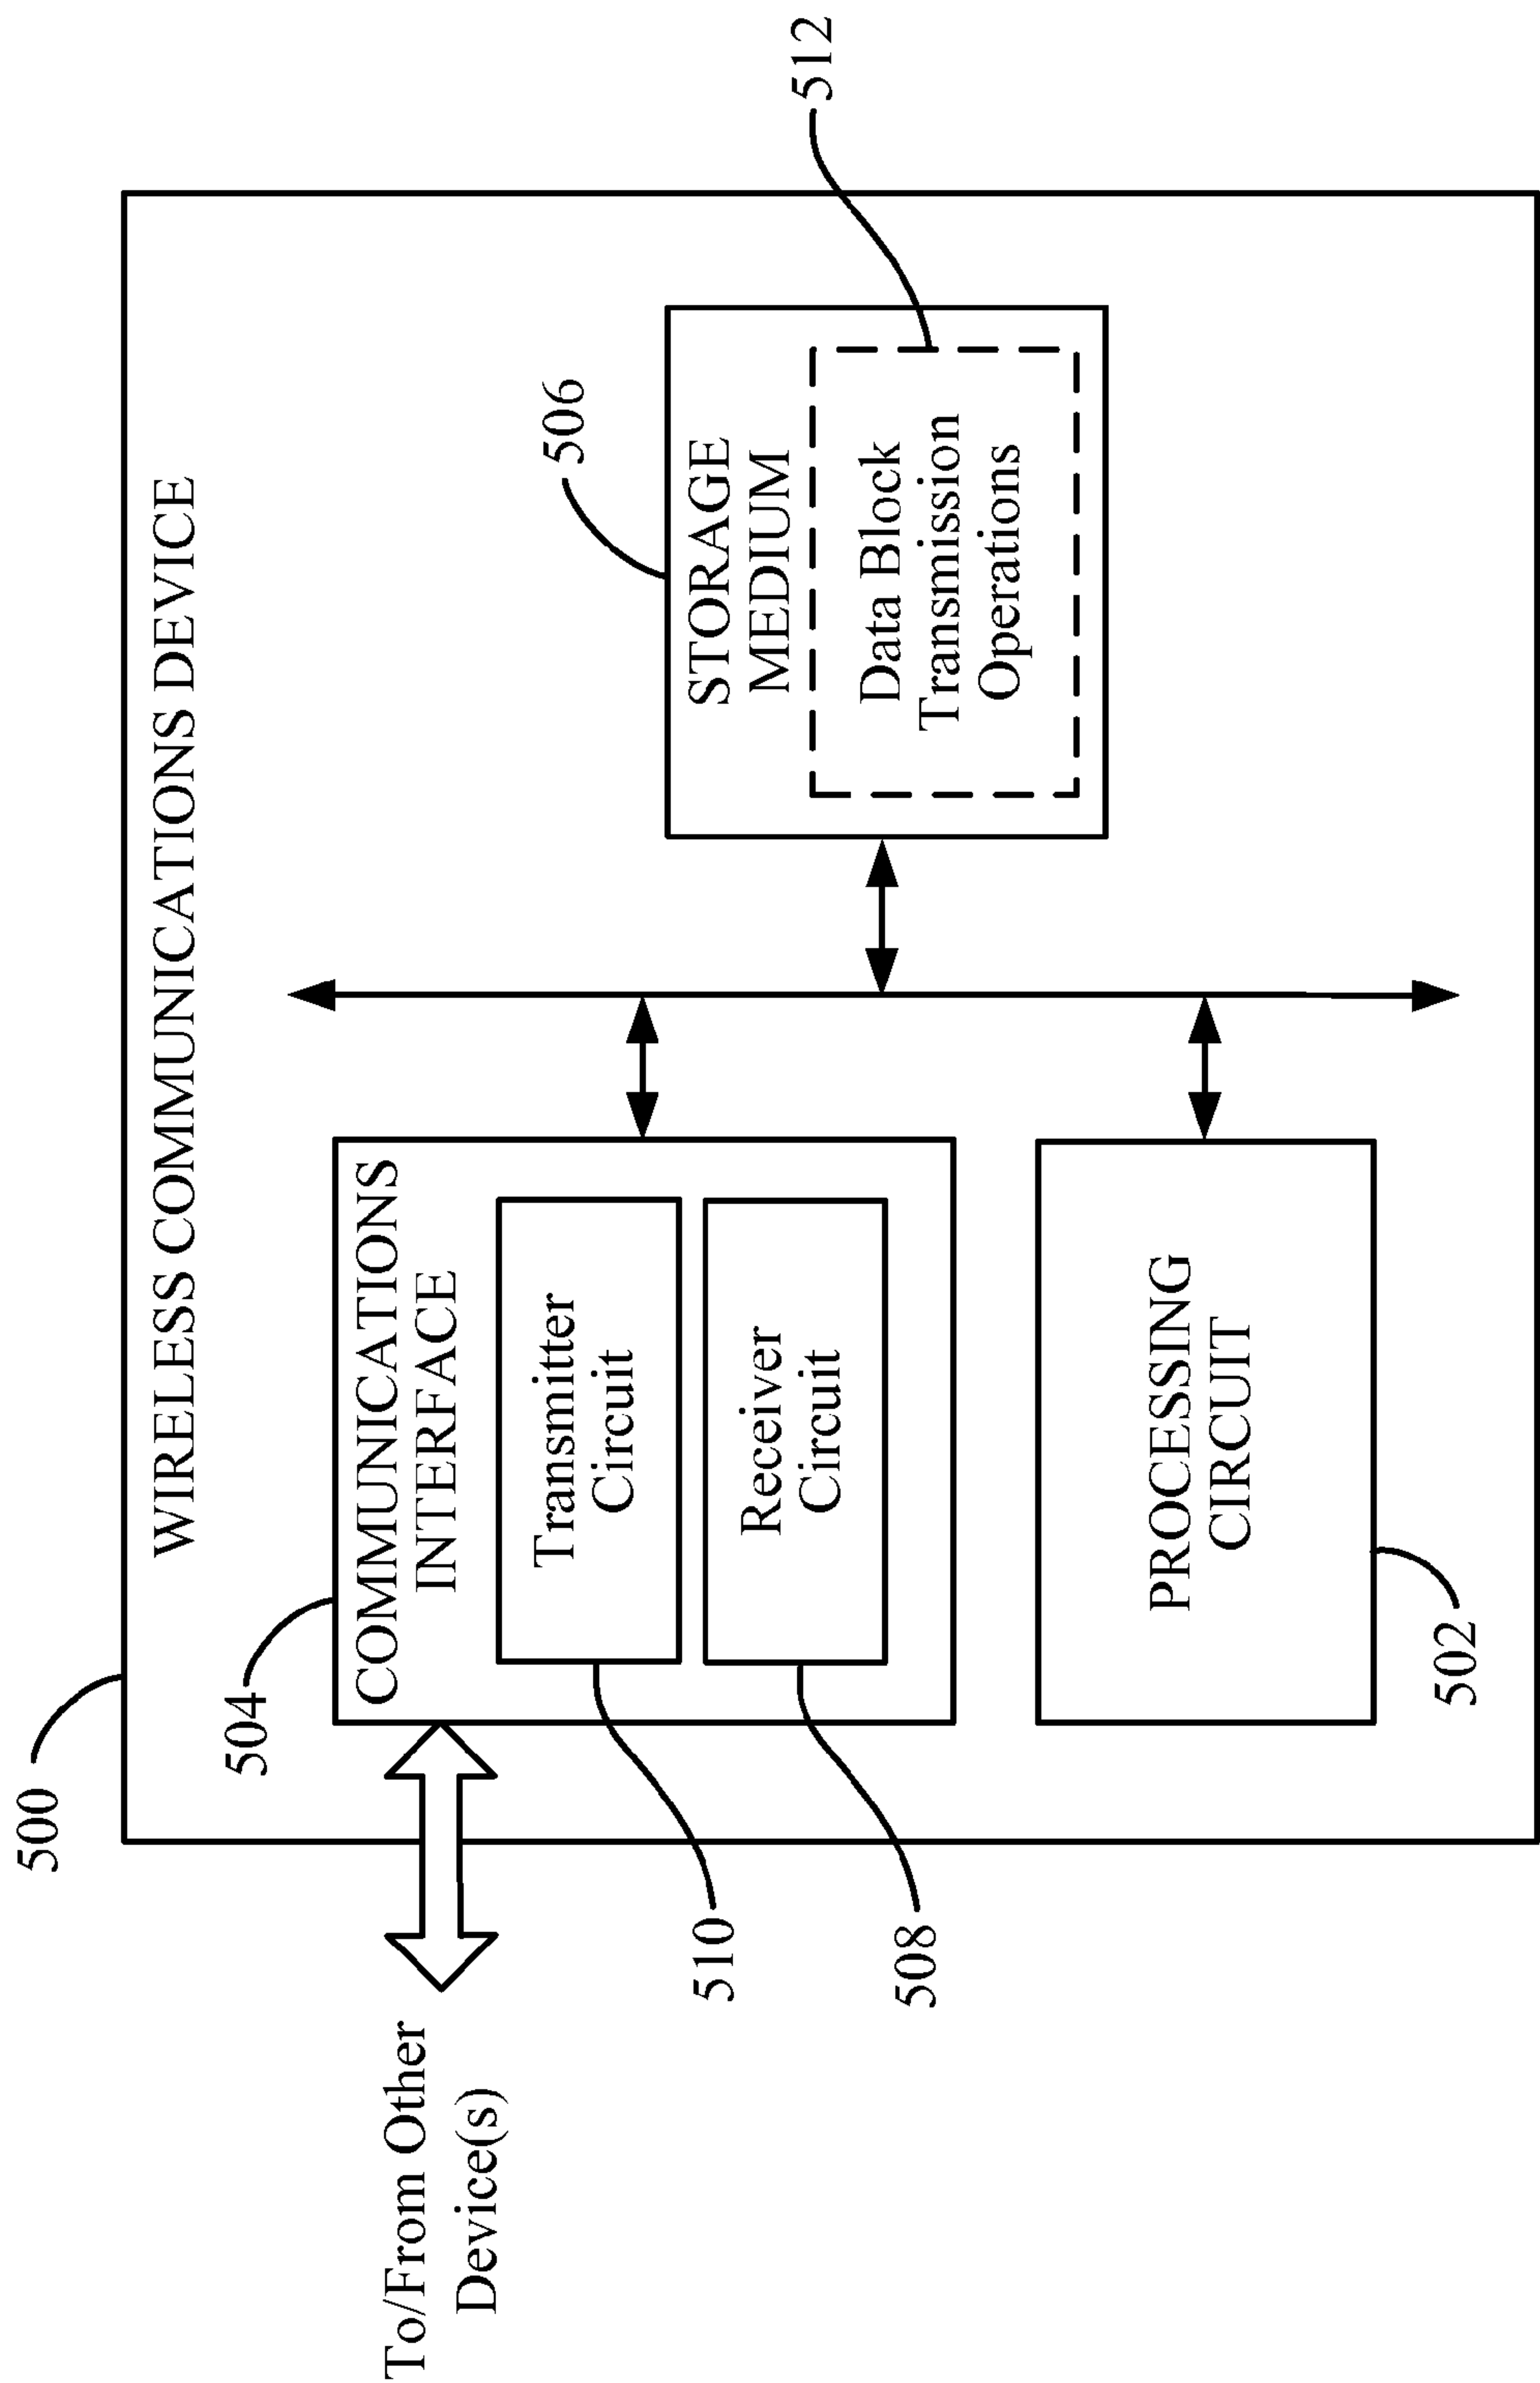 500
WIRELESS COMMUNICATIONS DEVICE
504
COMMUNICATIONS
INTERFACE
To/From Other
Device(s)
Transmitter
Circuit
510
Receiver
Circuit
508
506
STORAGE
MEDIUM
Data Block
Transmission
Operations
512
PROCESSING
CIRCUIT
502